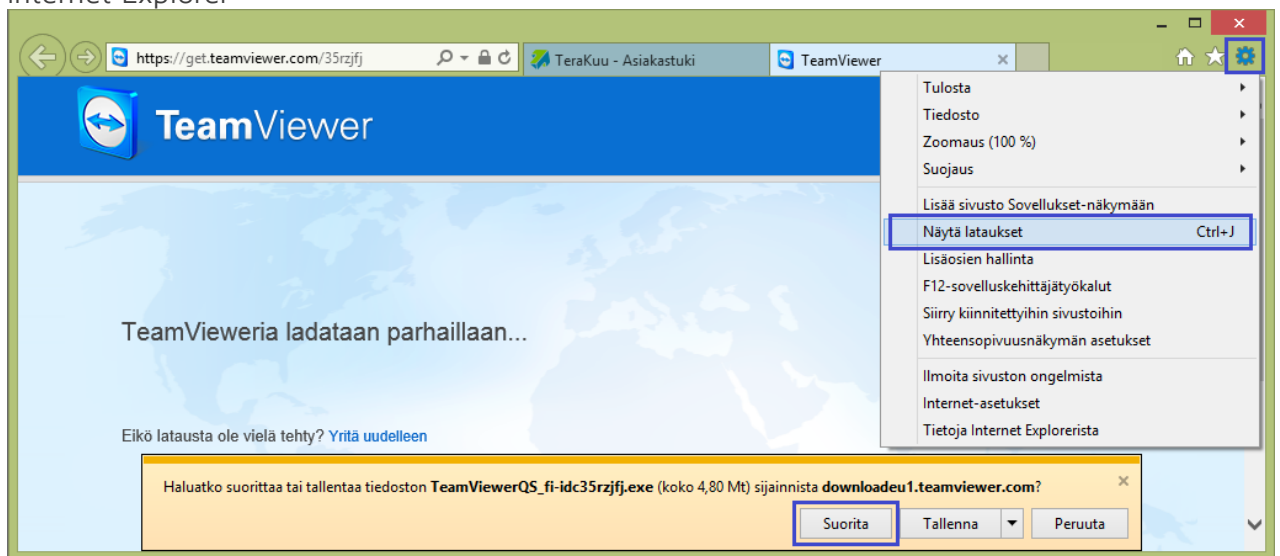 Internet Explorer
https://get.teamviewer.com/35rzjfj
TeraKuu - Asiakastuki
TeamViewer
TeamViewer
Tulosta
Tiedosto
Zoomaus (100 %)
Suojaus
Lisää sivusto Sovellukset-näkymään
Näytä lataukset Ctrl+J
Lisäosien hallinta
F12-sovelluskehittäjätyökalut
Siirry kiinnitettyihin sivustoihin
Yhteensopivuusnäkymän asetukset
Ilmoita sivuston ongelmista
Internet-asetukset
Tietoja Internet Explorerista
TeamVieweria ladataan parhaillaan...
Eikö latausta ole vielä tehty? Yritä uudelleen
Haluatko suorittaa tai tallentaa tiedoston TeamViewerQS_fi-idc35rzjfj.exe (koko 4,80 Mt) sijainnista downloadeu1.teamviewer.com?
Suorita Tallenna Peruuta